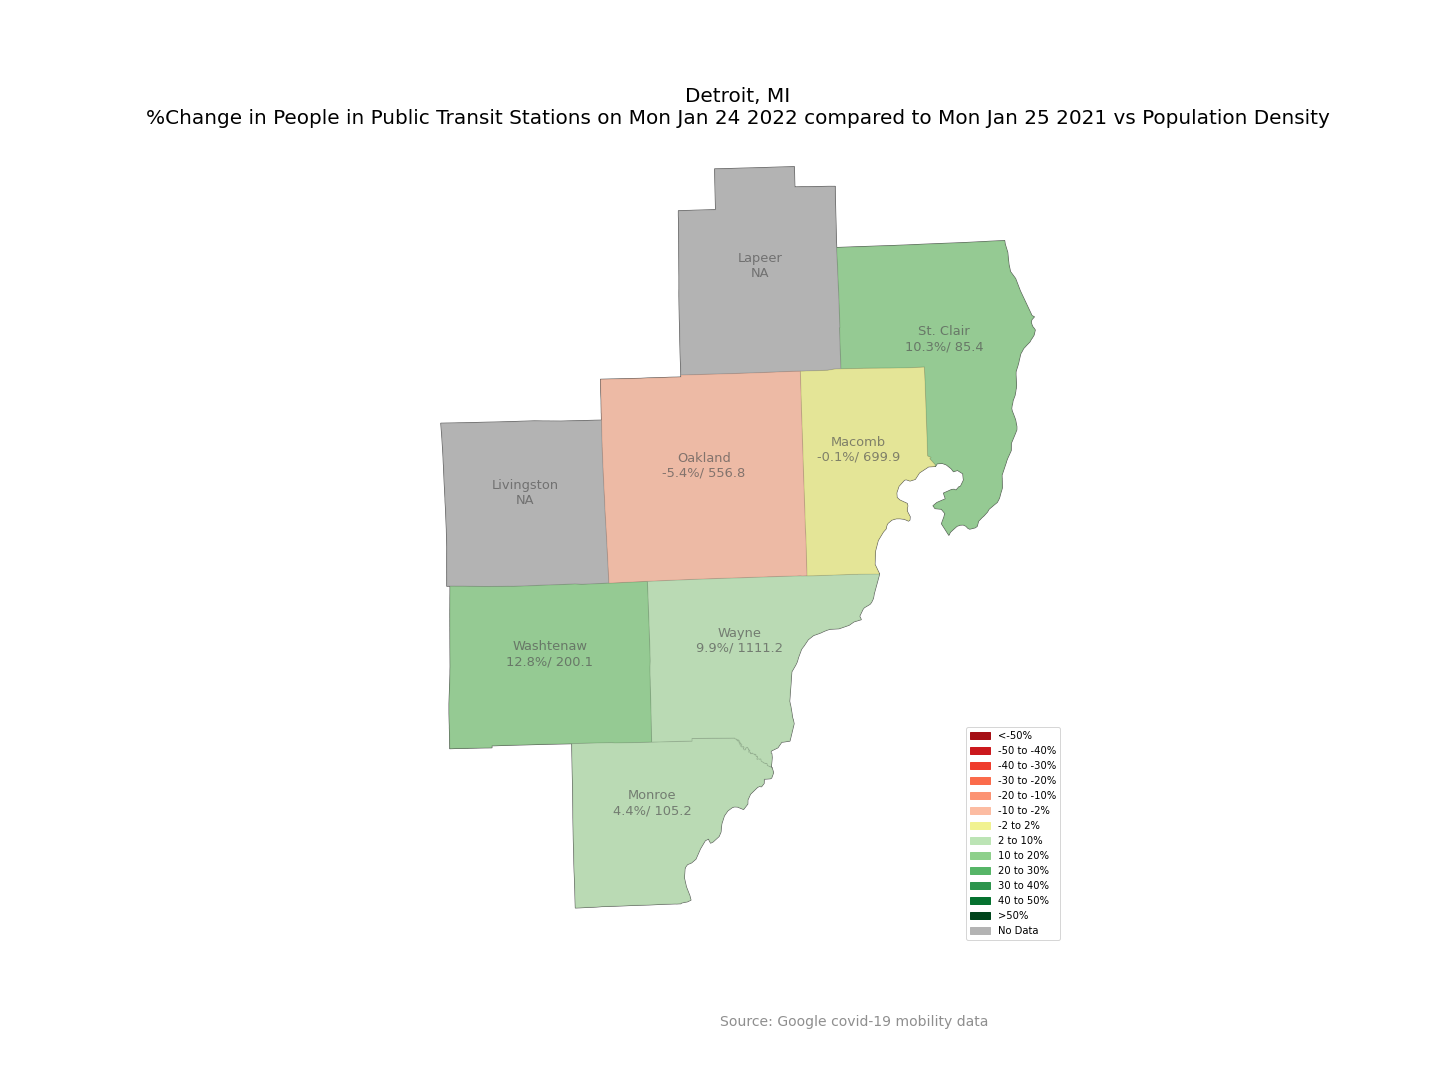 Detroit, MI
%Change in People in Public Transit Stations on Mon Jan 24 2022 compared to Mon Jan 25 2021 vs Population Density
Lapeer
NA
St. Clair
10.3%/ 85.4
Macomb
-0.1%/ 699.9
Oakland
-5.4%/ 556.8
Livingston
NA
Wayne
9.9%/ 1111.2
Washtenaw
12.8%/ 200.1
Monroe
4.4%/ 105.2
<-50%
-50 to -40%
-40 to -30%
-30 to -20%
-20 to -10%
-10 to -2%
-2 to 2%
2 to 10%
10 to 20%
20 to 30%
30 to 40%
40 to 50%
>50%
No Data
Source: Google covid-19 mobility data